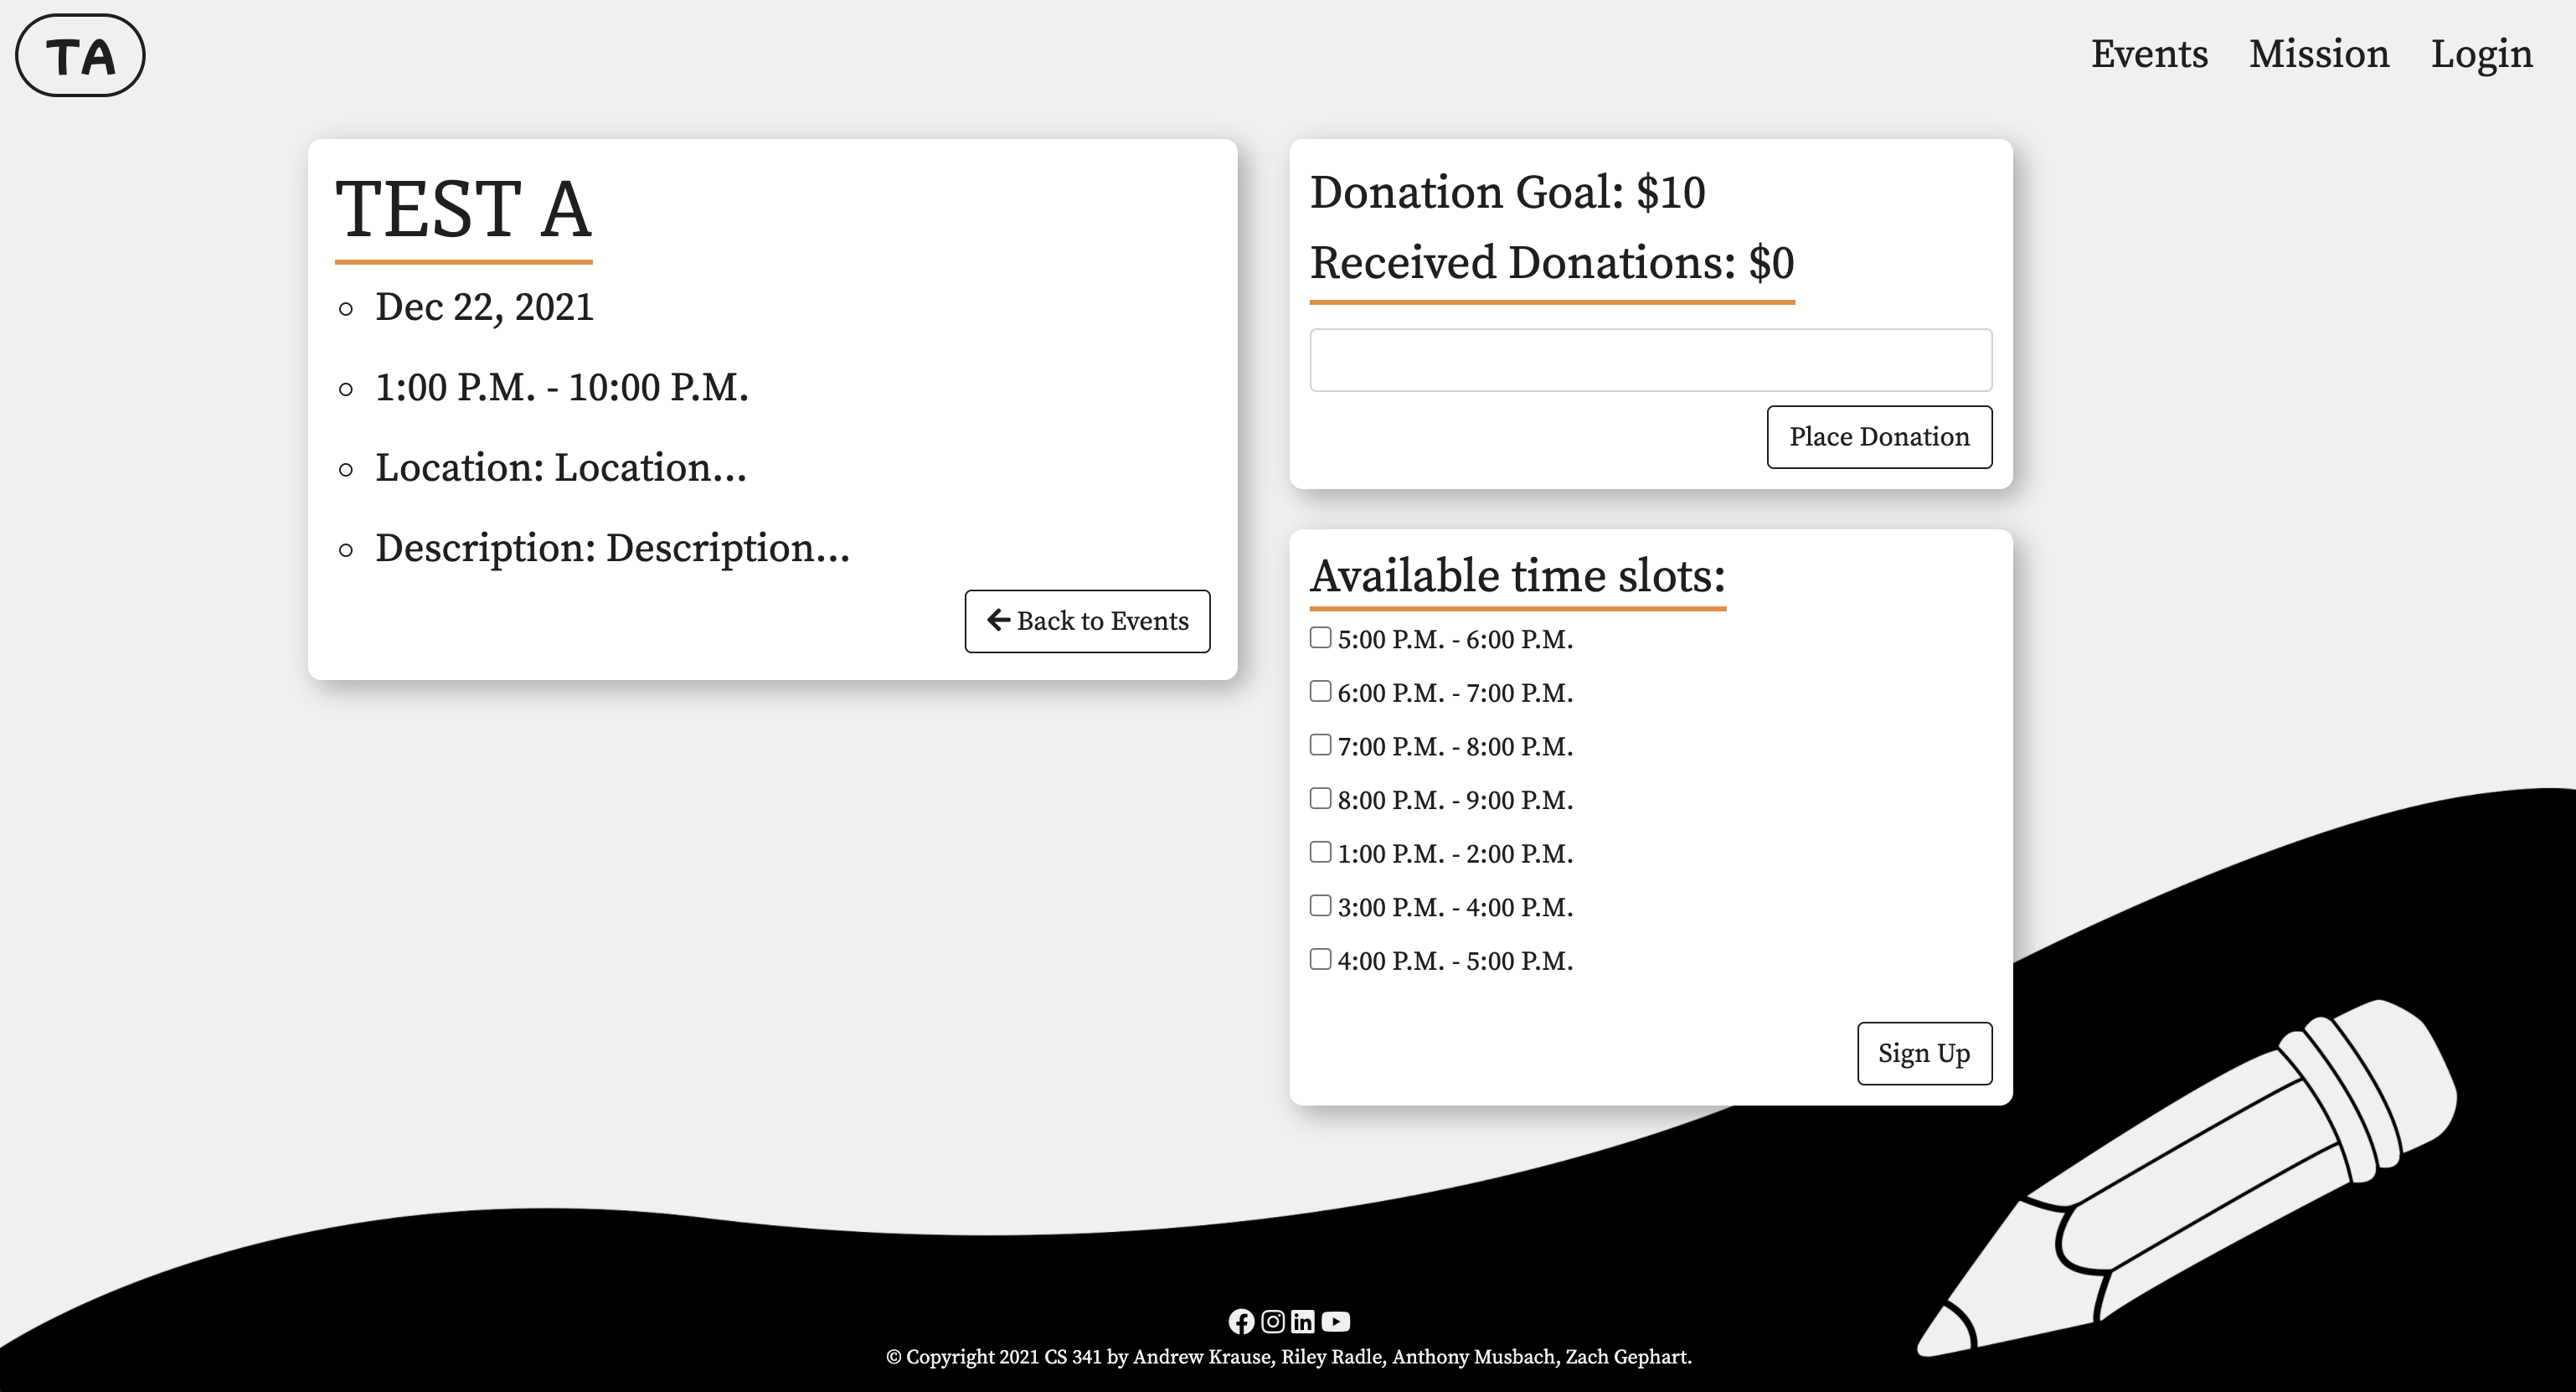 TA
Events Mission Login
TEST A
Dec 22, 2021
1:00 P.M. - 10:00 P.M.
Location: Location...
Description: Description...
Back to Events
Donation Goal: $10
Received Donations: $0
Place Donation
Available time slots:
5:00 P.M. - 6:00 P.M.
6:00 P.M. - 7:00 P.M.
7:00 P.M. - 8:00 P.M.
8:00 P.M. - 9:00 P.M.
1:00 P.M. - 2:00 P.M.
3:00 P.M. - 4:00 P.M.
4:00 P.M. - 5:00 P.M.
Sign Up
© Copyright 2021 CS 341 by Andrew Krause, Riley Radle, Anthony Musbach, Zach Gephart.